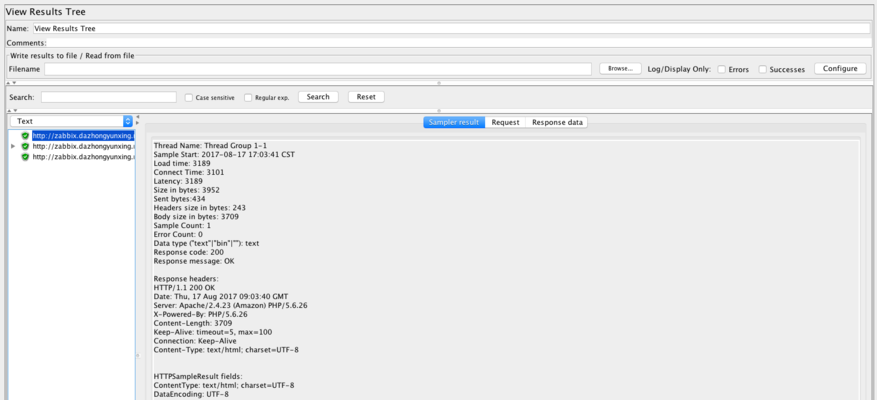 View Results Tree
Name: View Results Tree
Comments:
Write results to file / Read from file
Filename Browse... Log/Display Only: Errors Successes Configure
Search: Case sensitive Regular exp. Search Reset
Text
Sampler result Request Response data
http://zabbix.dazhongyunxing.
http://zabbix.dazhongyunxing.
http://zabbix.dazhongyunxing.
Thread Name: Thread Group 1-1
Sample Start: 2017-08-17 17:03:41 CST
Load time: 3189
Connect Time: 3101
Latency: 3189
Size in bytes: 3952
Sent bytes:434
Headers size in bytes: 243
Body size in bytes: 3709
Sample Count: 1
Error Count: 0
Data type ("text"|"bin"|""): text
Response code: 200
Response message: OK
Response headers:
HTTP/1.1 200 OK
Date: Thu, 17 Aug 2017 09:03:40 GMT
Server: Apache/2.4.23 (Amazon) PHP/5.6.26
X-Powered-By: PHP/5.6.26
Content-Length: 3709
Keep-Alive: timeout=5, max=100
Connection: Keep-Alive
Content-Type: text/html; charset=UTF-8
HTTPSampleResult fields:
ContentType: text/html; charset=UTF-8
DataEncoding: UTF-8